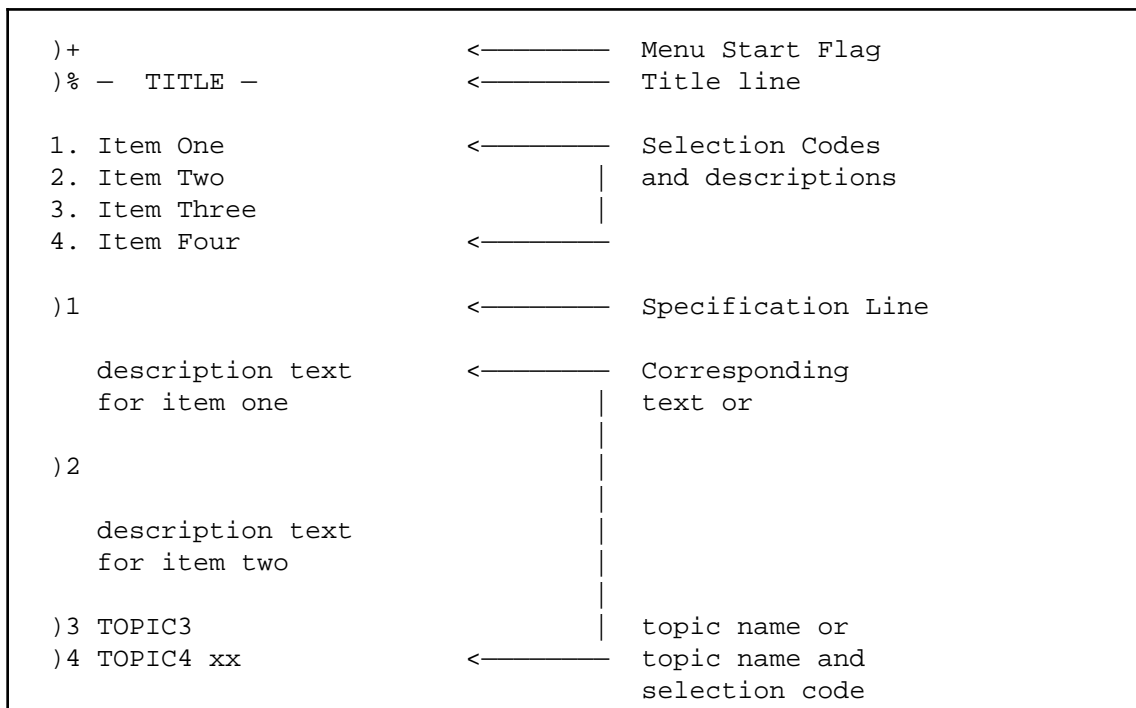 )+ <———————— Menu Start Flag
)% — TITLE — <———————— Title line
1. Item One <———————— Selection Codes
2. Item Two | and descriptions
3. Item Three |
4. Item Four <————————
)1 <———————— Specification Line
description text <———————— Corresponding
for item one | text or
|
)2 |
|
description text |
for item two |
|
)3 TOPIC3 | topic name or
)4 TOPIC4 xx <———————— topic name and
selection code